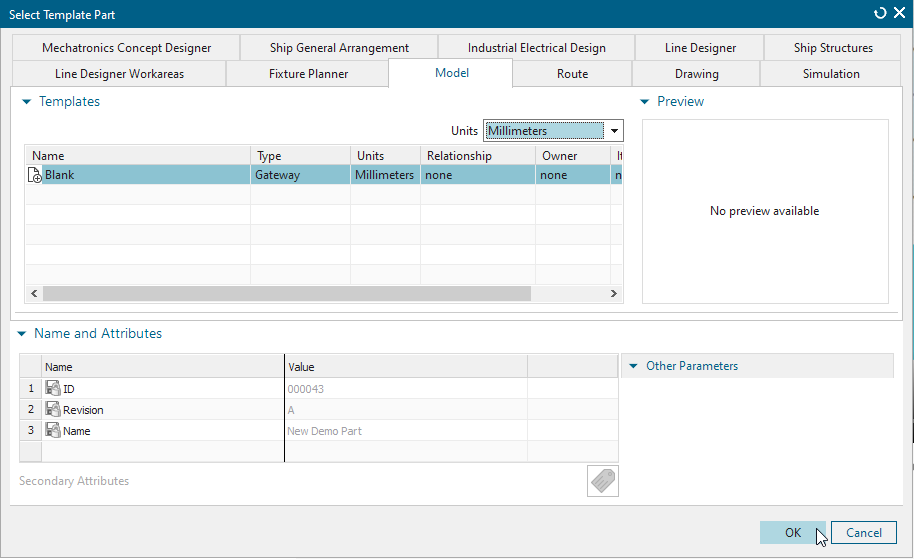 Select Template Part
Mechatronics Concept Designer Ship General Arrangement Industrial Electrical Design Line Designer Ship Structures
Line Designer Workareas Fixture Planner Model Route Drawing Simulation
Templates
Units Millimeters
Name Type Units Relationship Owner It
Blank Gateway Millimeters none none n
Preview
No preview available
Name and Attributes
Name Value
1 ID 000043
2 Revision A
3 Name New Demo Part
Secondary Attributes
Other Parameters
OK Cancel